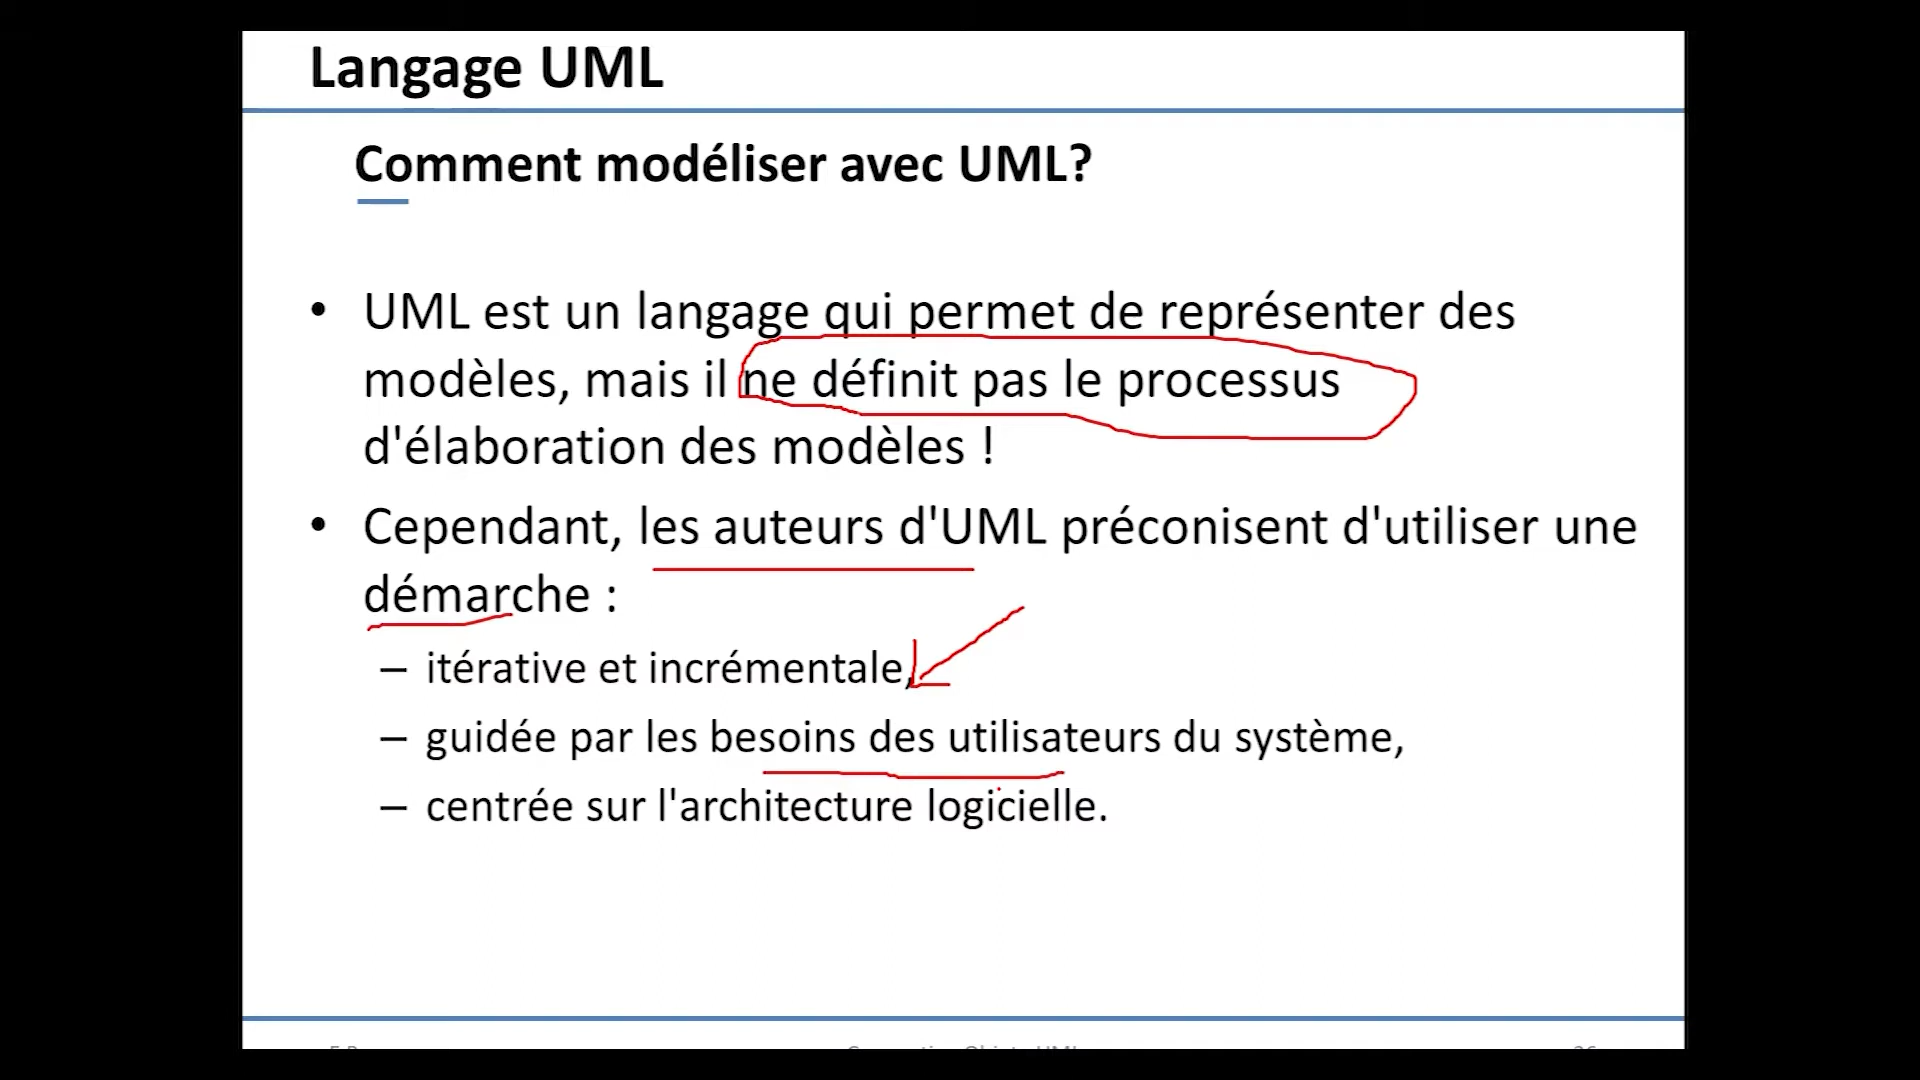 Langage UML
Comment modéliser avec UML?
• UML est un langage qui permet de représenter des
modèles, mais il ne définit pas le processus
d'élaboration des modèles !
• Cependant, les auteurs d'UML préconisent d'utiliser une
démarche :
– itérative et incrémentale,
– guidée par les besoins des utilisateurs du système,
– centrée sur l'architecture logicielle.